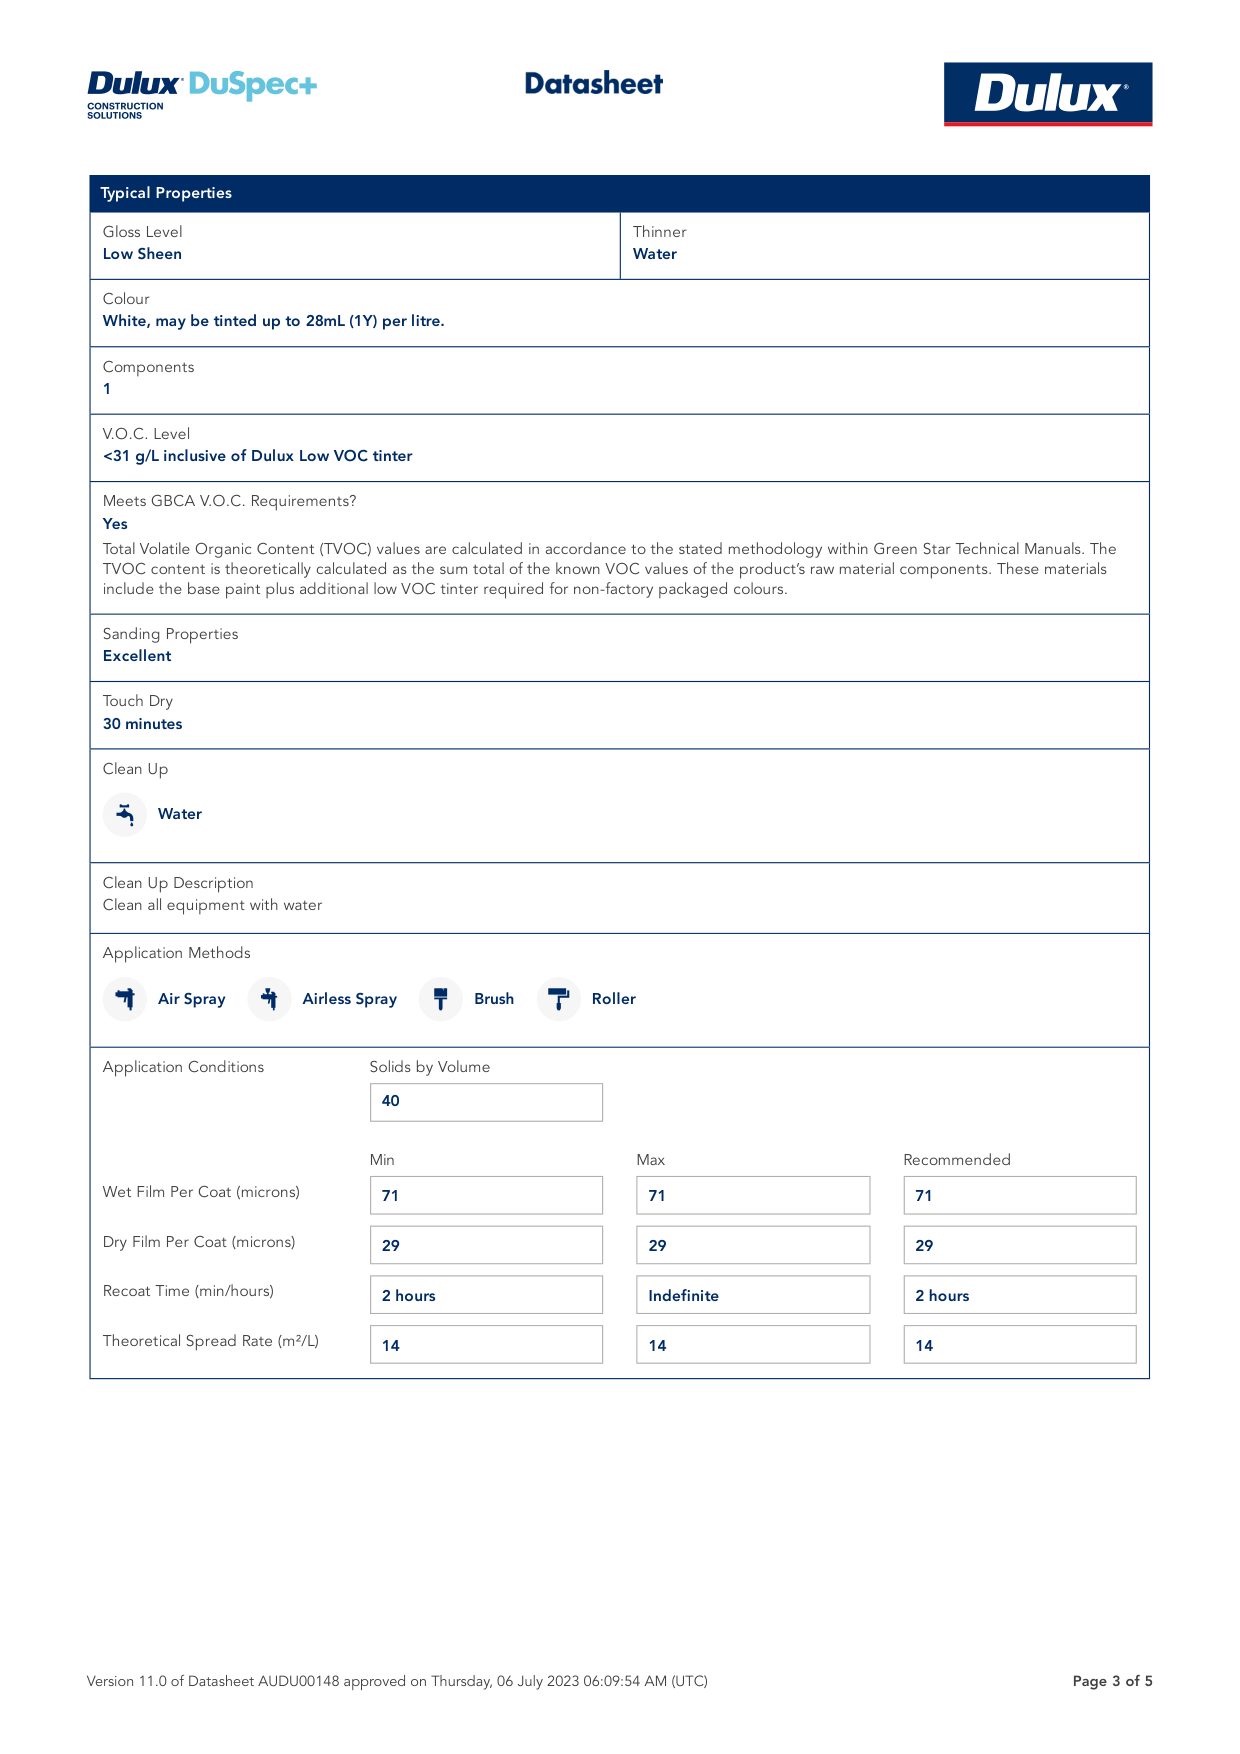 Dulux DuSpec+
CONSTRUCTION
SOLUTIONS
Datasheet
Dulux®
Typical Properties
Gloss Level
Low Sheen
Thinner
Water
Colour
White, may be tinted up to 28mL (1Y) per litre.
Components
1
V.O.C. Level
<31 g/L inclusive of Dulux Low VOC tinter
Meets GBCA V.O.C. Requirements?
Yes
Total Volatile Organic Content (TVOC) values are calculated in accordance to the stated methodology within Green Star Technical Manuals. The
TVOC content is theoretically calculated as the sum total of the known VOC values of the product's raw material components. These materials
include the base paint plus additional low VOC tinter required for non-factory packaged colours.
Sanding Properties
Excellent
Touch Dry
30 minutes
Clean Up
Water
Clean Up Description
Clean all equipment with water
Application Methods
Air Spray Airless Spray Brush Roller
Application Conditions Solids by Volume
40
Min Max Recommended
Wet Film Per Coat (microns) 71 71 71
Dry Film Per Coat (microns) 29 29 29
Recoat Time (min/hours) 2 hours Indefinite 2 hours
Theoretical Spread Rate (m²/L) 14 14 14
Version 11.0 of Datasheet AUDU00148 approved on Thursday, 06 July 2023 06:09:54 AM (UTC) Page 3 of 5